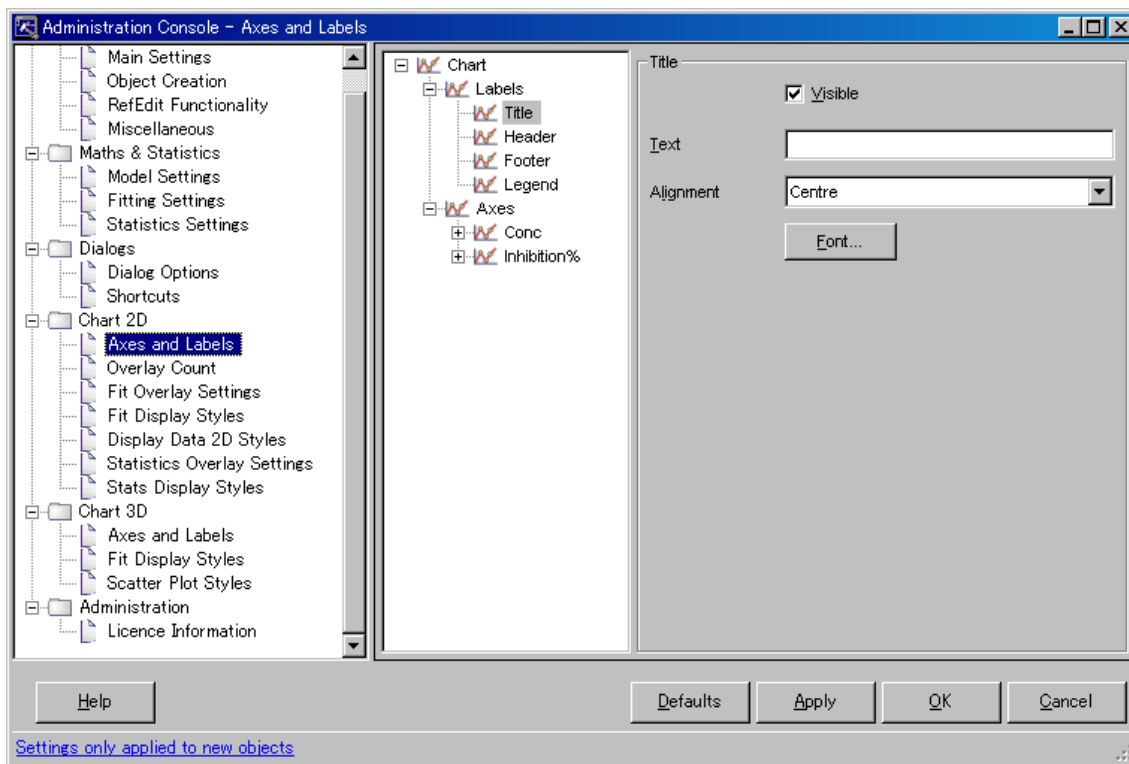 Administration Console - Axes and Labels
Main Settings
Object Creation
RefEdit Functionality
Miscellaneous
Maths & Statistics
Model Settings
Fitting Settings
Statistics Settings
Dialogs
Dialog Options
Shortcuts
Chart 2D
Axes and Labels
Overlay Count
Fit Overlay Settings
Fit Display Styles
Display Data 2D Styles
Statistics Overlay Settings
Stats Display Styles
Chart 3D
Axes and Labels
Fit Display Styles
Scatter Plot Styles
Administration
Licence Information
Chart
Labels
Title
Header
Footer
Legend
Axes
Conc
Inhibition%
Title
Visible
Text
Alignment
Centre
Font...
Help
Defaults
Apply
OK
Cancel
Settings only applied to new objects